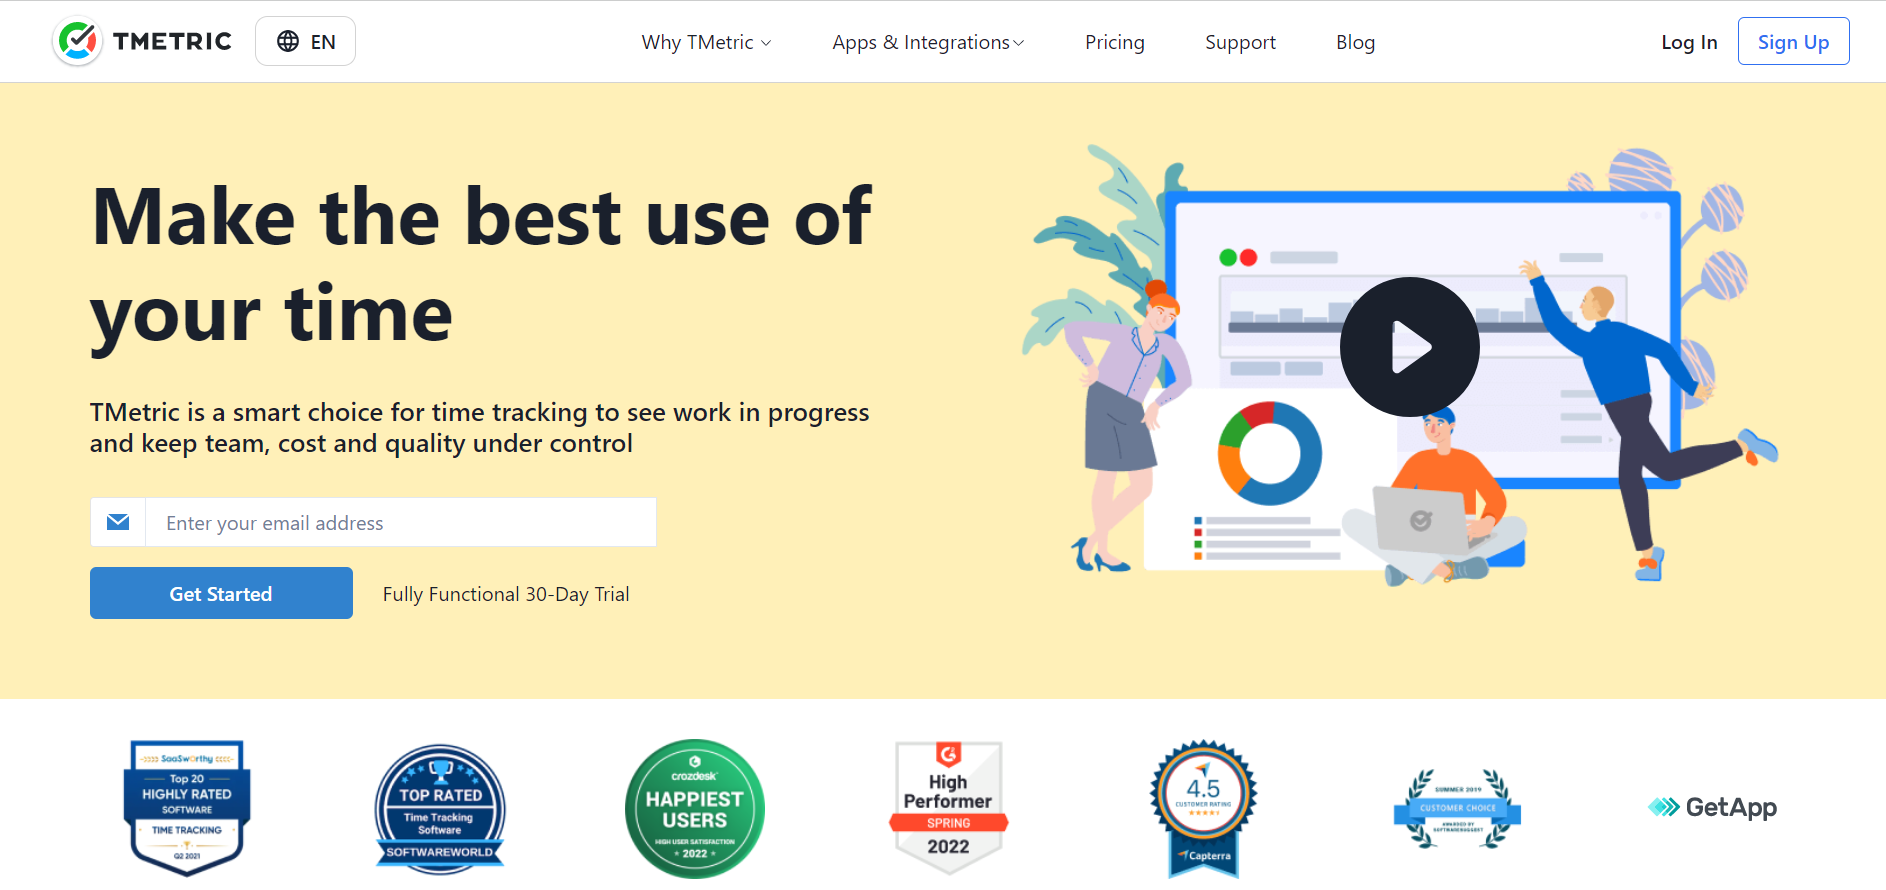 TMETRIC
EN
Why TMetric
Apps & Integrations
Pricing
Support
Blog
Log In
Sign Up
Make the best use of
your time
TMetric is a smart choice for time tracking to see work in progress
and keep team, cost and quality under control
Enter your email address
Get Started
Fully Functional 30-Day Trial
SaaSworthy
Top 20
HIGHLY RATED
SOFTWARE
TIME TRACKING
Q2 2021
TOP RATED
Time Tracking
Software
SOFTWAREWORLD
crozdesk
HAPPIEST
USERS
HIGH USER SATISFACTION
2022
High
Performer
SPRING
2022
4.5
CUSTOMER RATING
Capterra
SUMMER 2019
CUSTOMER CHOICE
AWARDED BY
SOFTWARESUGGEST
GetApp